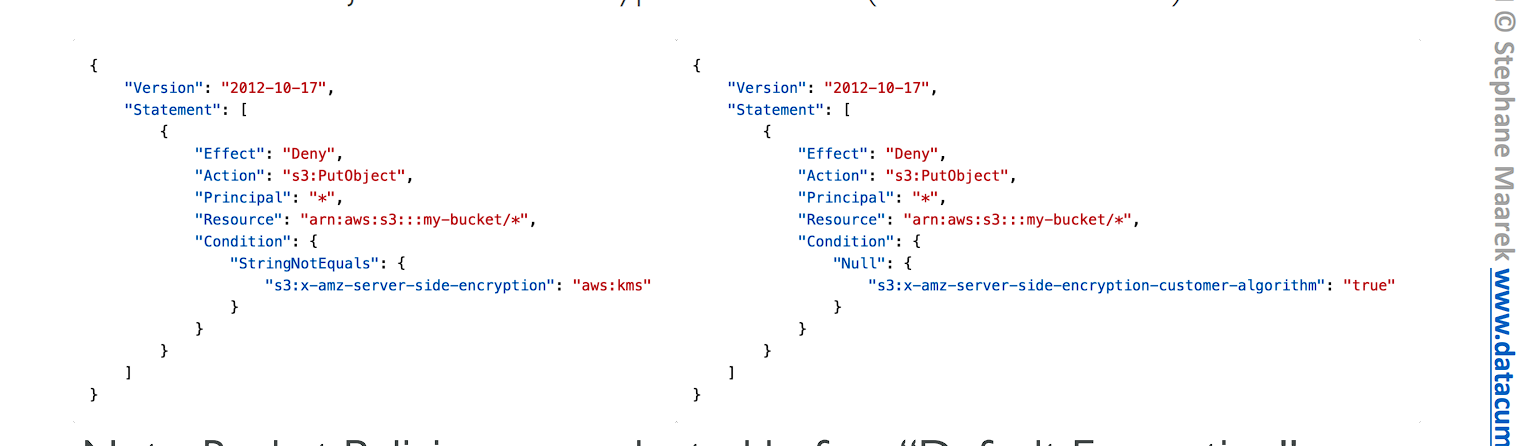 {
"Version": "2012-10-17",
"Statement": [
{
"Effect": "Deny",
"Action": "s3:PutObject",
"Principal": "*",
"Resource": "arn:aws:s3:::my-bucket/*",
"Condition": {
"StringNotEquals": {
"s3:x-amz-server-side-encryption": "aws:kms"
}
}
}
]
}
{
"Version": "2012-10-17",
"Statement": [
{
"Effect": "Deny",
"Action": "s3:PutObject",
"Principal": "*",
"Resource": "arn:aws:s3:::my-bucket/*",
"Condition": {
"Null": {
"s3:x-amz-server-side-encryption-customer-algorithm": "true"
}
}
}
]
}
© Stephane Maarek www.datacum